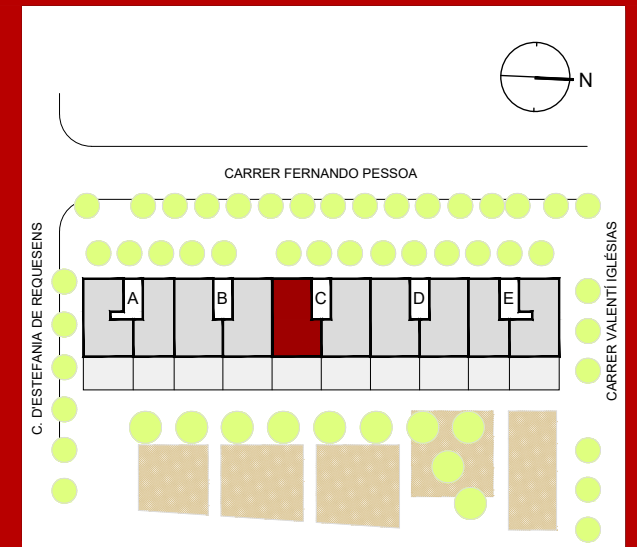 N
CARRER FERNANDO PESSOA
C. D'ESTEFANIA DE REQUESENS
CARRER VALENTÍ IGLÉSIAS
A
B
C
D
E